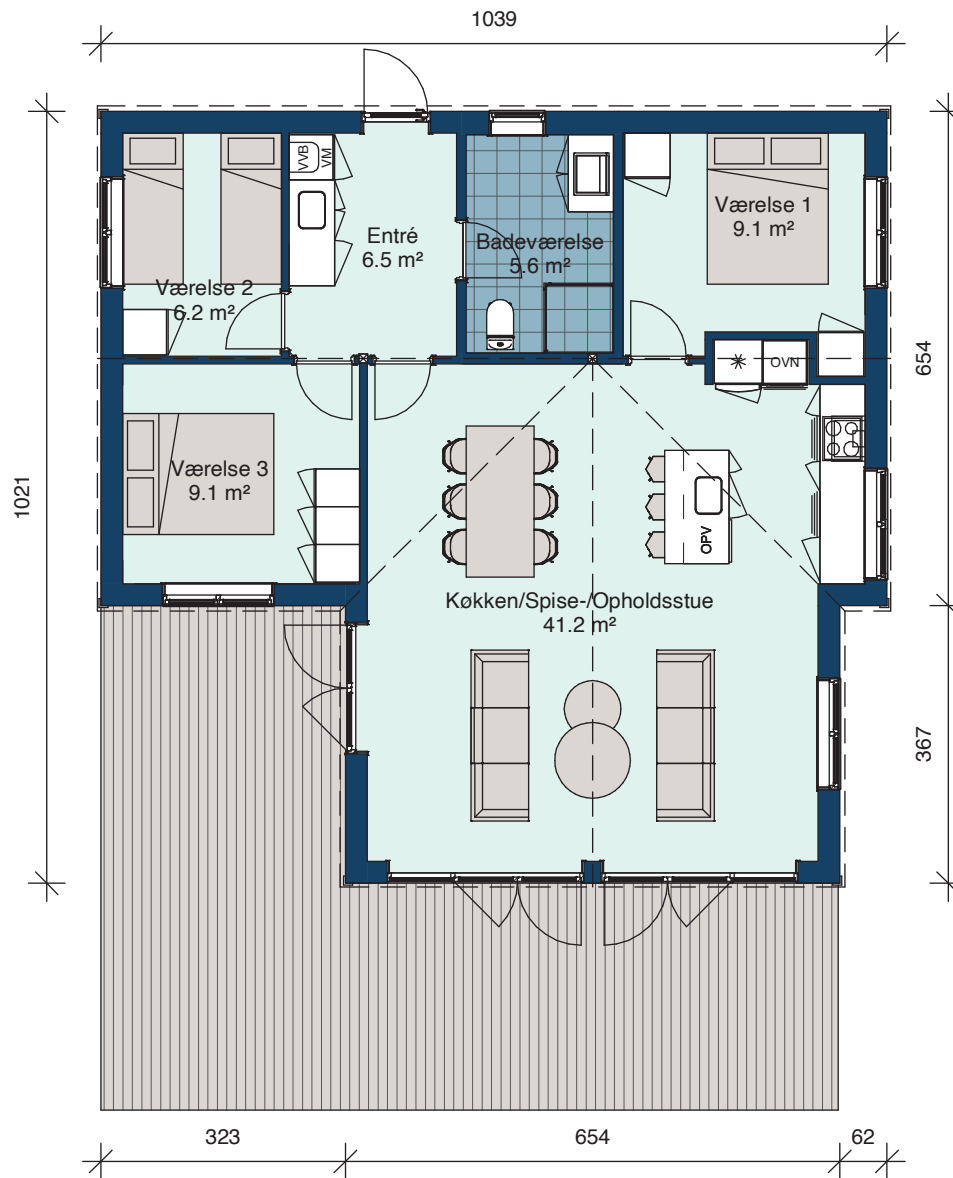 1039
VVB
VM
Værelse 1
9.1 m²
Entré
6.5 m²
Badeværelse
5.6 m²
Værelse 2
6.2 m²
654
OVN
Værelse 3
9.1 m²
1021
OPV
Køkken/Spise-/Opholdsstue
41.2 m²
367
323
654
62